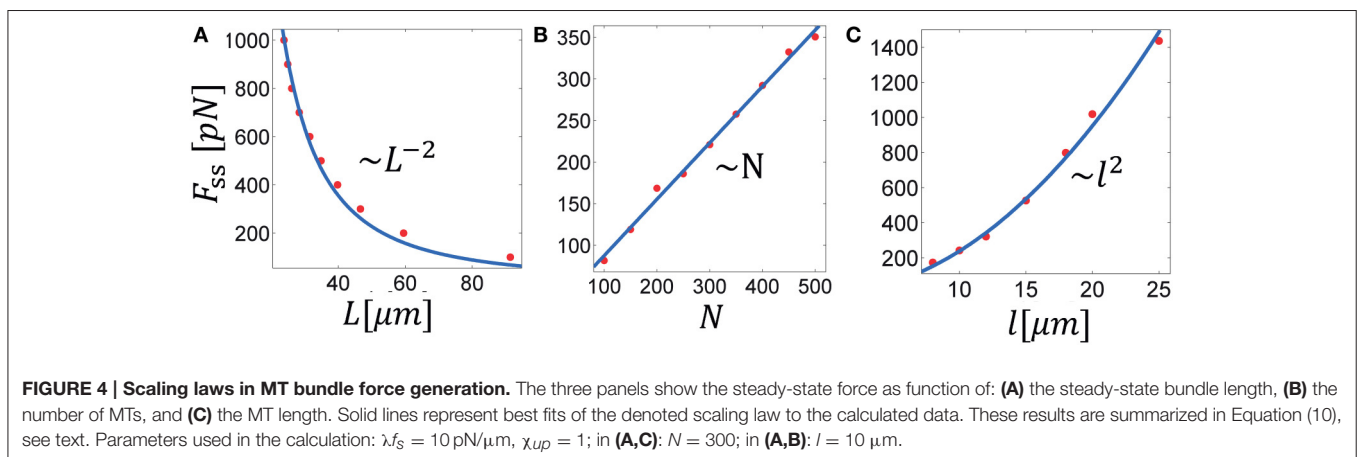 A
1000
800
600
400
200
F_ss [pN]
~L^-2
40
60
80
L[μm]
B
350
300
250
200
150
100
~N
100
200
300
400
500
N
C
1400
1200
1000
800
600
400
200
~l^2
10
15
20
25
l[μm]
FIGURE 4 | Scaling laws in MT bundle force generation. The three panels show the steady-state force as function of: (A) the steady-state bundle length, (B) the
number of MTs, and (C) the MT length. Solid lines represent best fits of the denoted scaling law to the calculated data. These results are summarized in Equation (10),
see text. Parameters used in the calculation: λf_s = 10 pN/μm, χ_up = 1; in (A,C): N = 300; in (A,B): l = 10 μm.